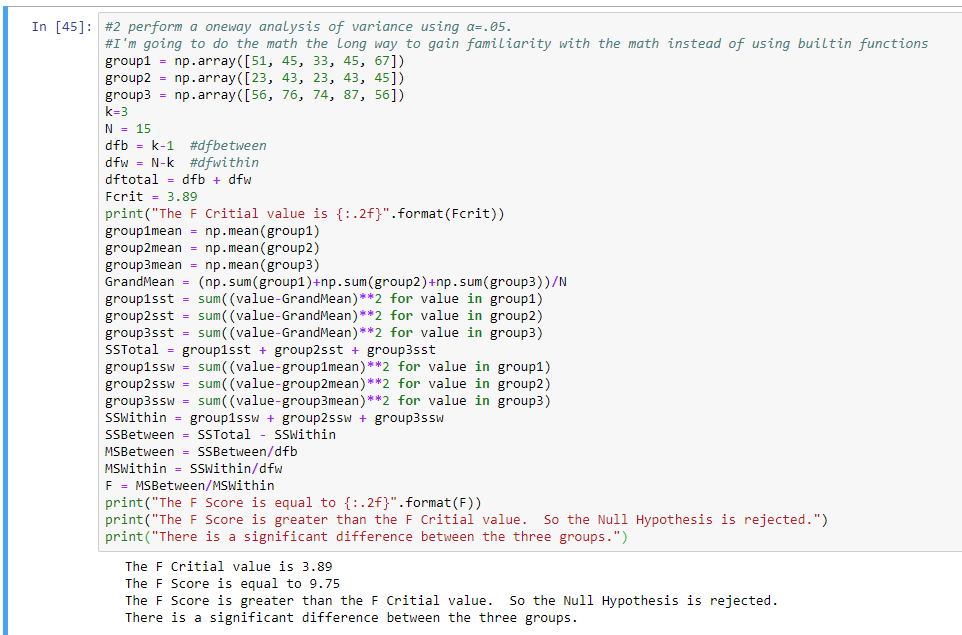 In [45]: #2 perform a oneway analysis of variance using α=.05.
#I'm going to do the math the long way to gain familiarity with the math instead of using builtin functions
group1 = np.array([51, 45, 33, 45, 67])
group2 = np.array([23, 43, 23, 43, 45])
group3 = np.array([56, 76, 74, 87, 56])
k=3
N = 15
dfb = k-1  #dfbetween
dfw = N-k  #dfwithin
dftotal = dfb + dfw
Fcrit = 3.89
print("The F Critial value is {:.2f}".format(Fcrit))
group1mean = np.mean(group1)
group2mean = np.mean(group2)
group3mean = np.mean(group3)
GrandMean = (np.sum(group1)+np.sum(group2)+np.sum(group3))/N
group1sst = sum((value-GrandMean)**2 for value in group1)
group2sst = sum((value-GrandMean)**2 for value in group2)
group3sst = sum((value-GrandMean)**2 for value in group3)
SSTotal = group1sst + group2sst + group3sst
group1ssw = sum((value-group1mean)**2 for value in group1)
group2ssw = sum((value-group2mean)**2 for value in group2)
group3ssw = sum((value-group3mean)**2 for value in group3)
SSWithin = group1ssw + group2ssw + group3ssw
SSBetween = SSTotal - SSWithin
MSBetween = SSBetween/dfb
MSWithin = SSWithin/dfw
F = MSBetween/MSWithin
print("The F Score is equal to {:.2f}".format(F))
print("The F Score is greater than the F Critial value.  So the Null Hypothesis is rejected.")
print("There is a significant difference between the three groups.")
The F Critial value is 3.89
The F Score is equal to 9.75
The F Score is greater than the F Critial value.  So the Null Hypothesis is rejected.
There is a significant difference between the three groups.